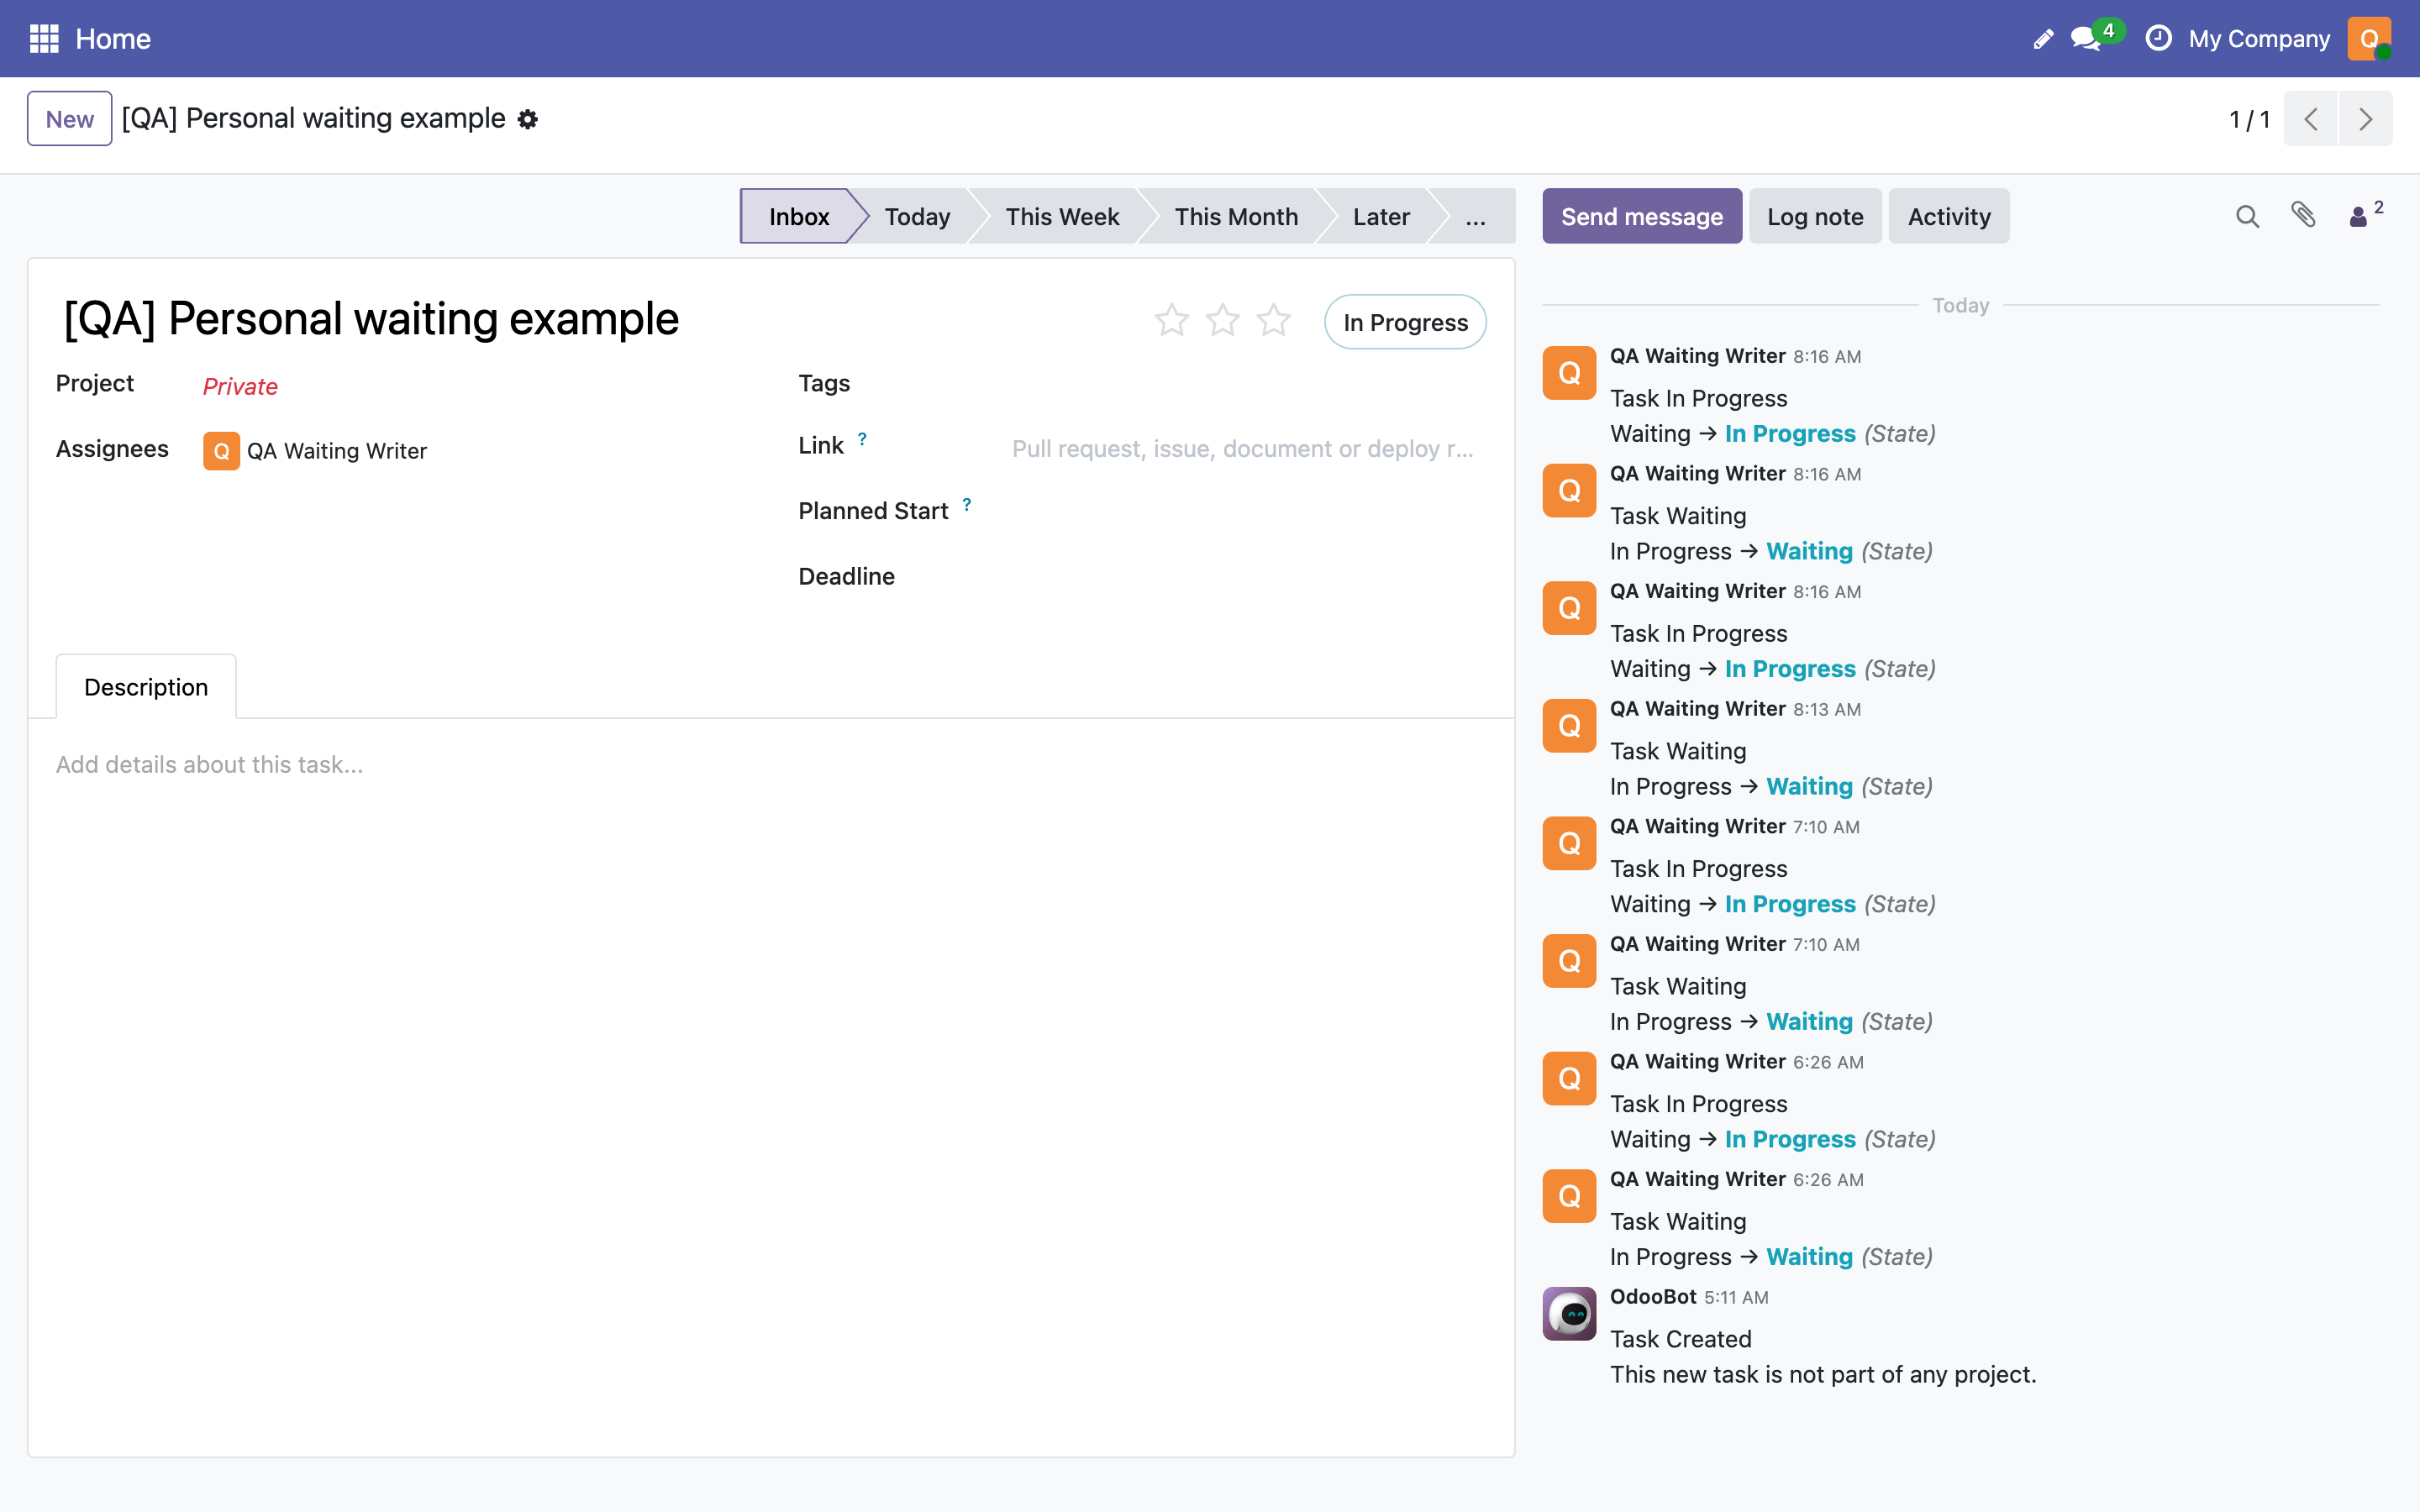 Home
4
My Company
Q
New
[QA] Personal waiting example
1 / 1
Inbox
Today
This Week
This Month
Later
...
Send message
Log note
Activity
2
[QA] Personal waiting example
In Progress
Project
Private
Assignees
Q
QA Waiting Writer
Tags
Link ?
Pull request, issue, document or deploy r...
Planned Start ?
Deadline
Description
Add details about this task...
Today
Q
QA Waiting Writer 8:16 AM
Task In Progress
Waiting → In Progress (State)
Q
QA Waiting Writer 8:16 AM
Task Waiting
In Progress → Waiting (State)
Q
QA Waiting Writer 8:16 AM
Task In Progress
Waiting → In Progress (State)
Q
QA Waiting Writer 8:13 AM
Task Waiting
In Progress → Waiting (State)
Q
QA Waiting Writer 7:10 AM
Task In Progress
Waiting → In Progress (State)
Q
QA Waiting Writer 7:10 AM
Task Waiting
In Progress → Waiting (State)
Q
QA Waiting Writer 6:26 AM
Task In Progress
Waiting → In Progress (State)
Q
QA Waiting Writer 6:26 AM
Task Waiting
In Progress → Waiting (State)
OdooBot 5:11 AM
Task Created
This new task is not part of any project.